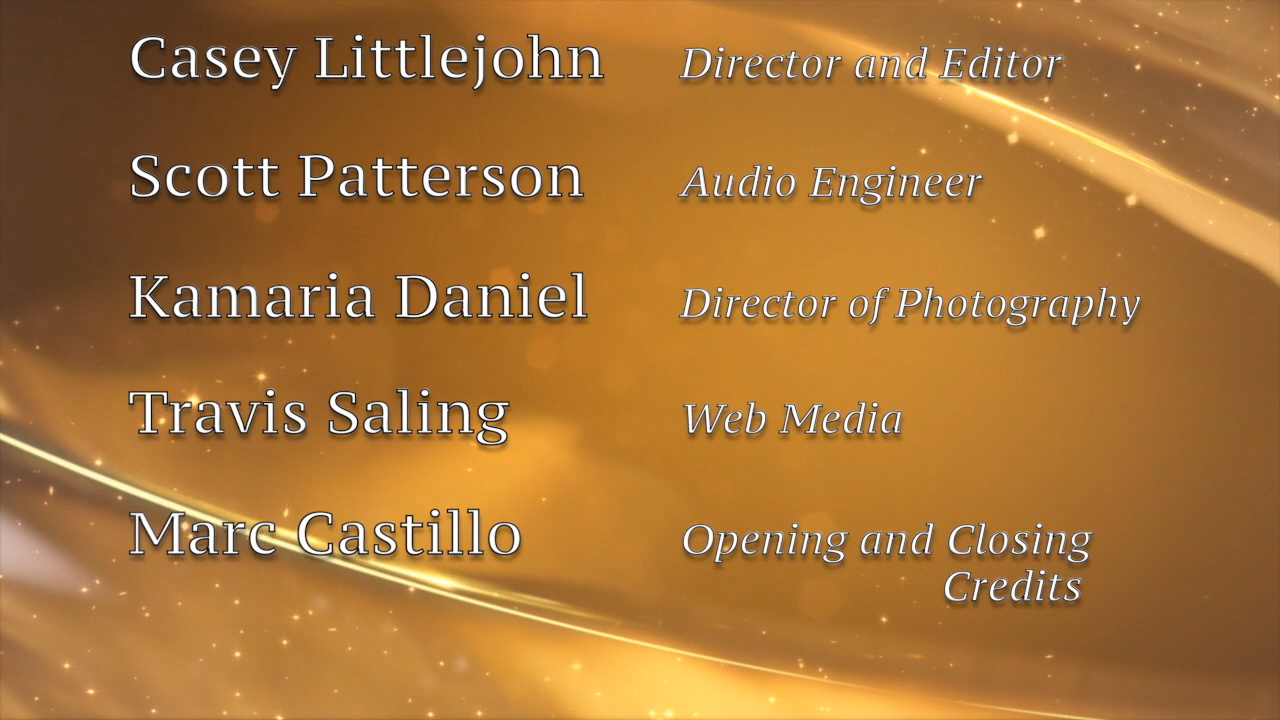 Casey Littlejohn Director and Editor
Scott Patterson Audio Engineer
Kamaria Daniel Director of Photography
Travis Saling Web Media
Marc Castillo Opening and Closing
Credits